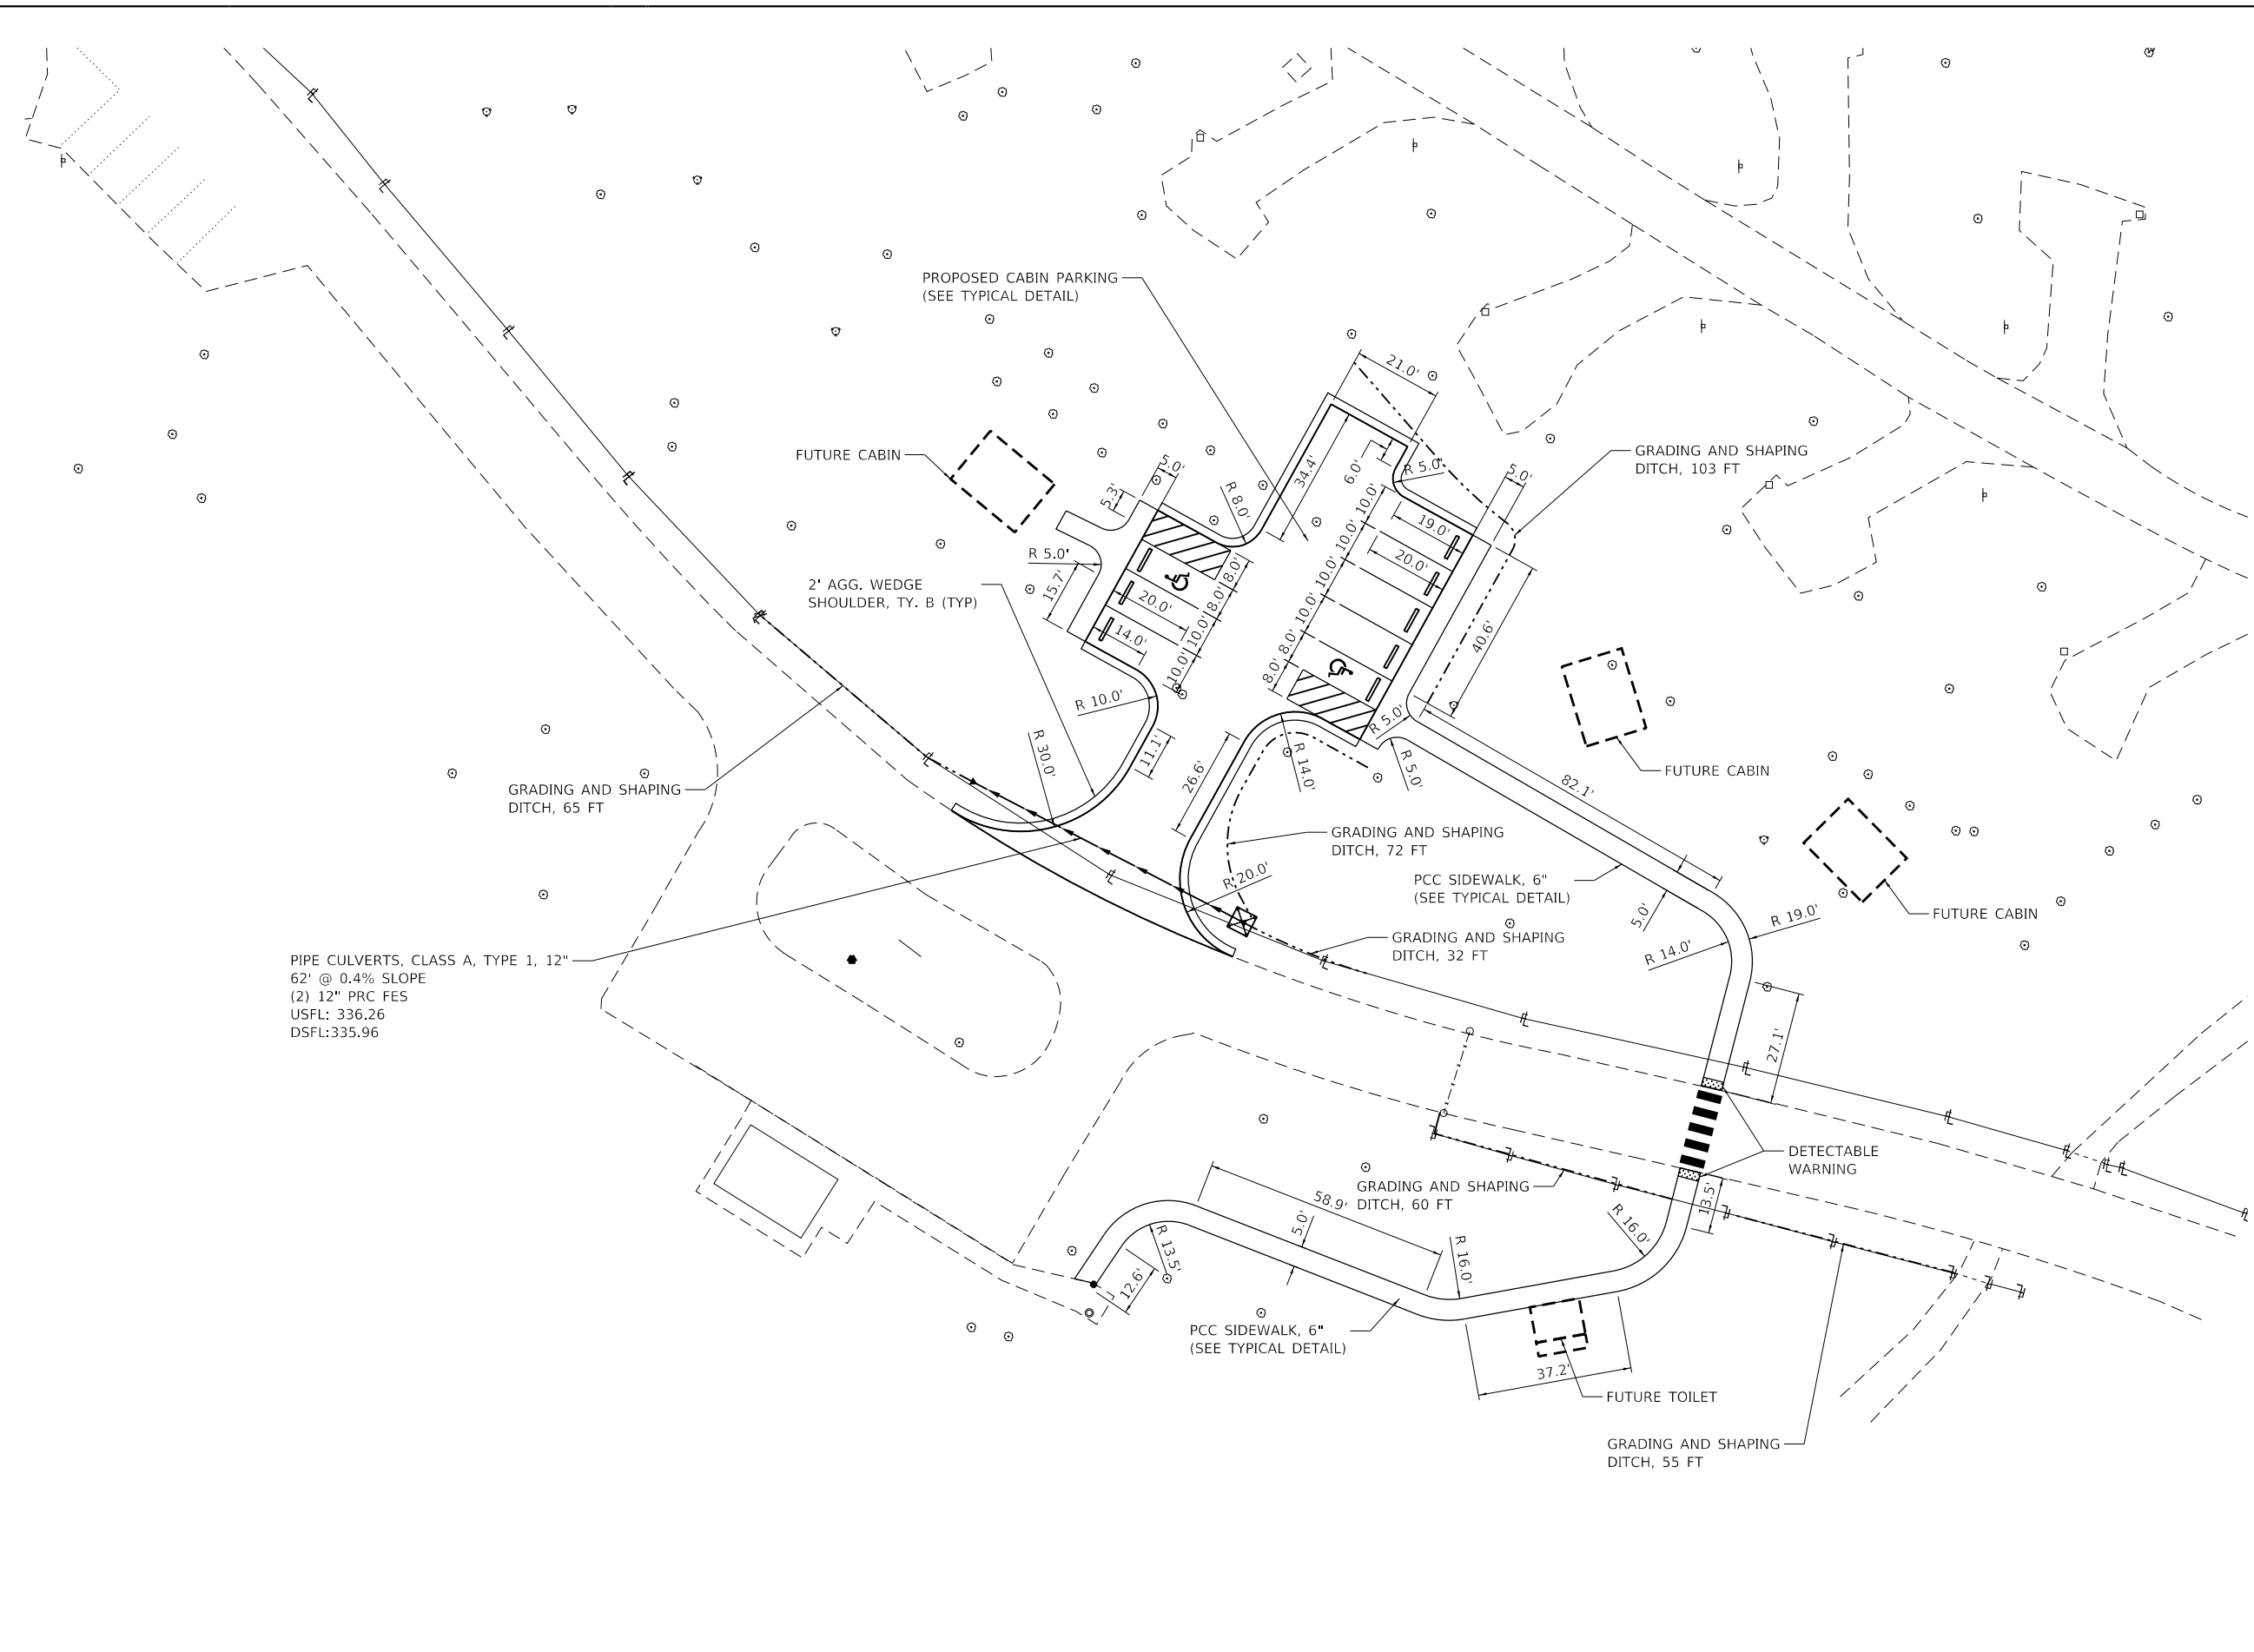 PROPOSED CABIN PARKING
(SEE TYPICAL DETAIL)
21.0'
FUTURE CABIN
GRADING AND SHAPING
DITCH, 103 FT
5.0'
5.3'
R 8.0'
34.4'
6.0'
R 5.0'
5.0'
10.0'
19.0'
10.0'
20.0'
10.0'
10.0'
8.0'
8.0'
R 5.0'
15.7'
8.0'
8.0'
20.0'
10.0'
14.0'
10.0'
2' AGG. WEDGE
SHOULDER, TY. B (TYP)
40.6'
R 10.0'
R 5.0'
R 30.0'
11.1'
26.6'
R 14.0'
R 5.0'
82.1'
FUTURE CABIN
GRADING AND SHAPING
DITCH, 65 FT
GRADING AND SHAPING
DITCH, 72 FT
R 20.0'
PCC SIDEWALK, 6"
(SEE TYPICAL DETAIL)
5.0'
R 19.0'
FUTURE CABIN
R 14.0'
GRADING AND SHAPING
DITCH, 32 FT
PIPE CULVERTS, CLASS A, TYPE 1, 12"
62' @ 0.4% SLOPE
(2) 12" PRC FES
USFL: 336.26
DSFL:335.96
27.1'
DETECTABLE
WARNING
GRADING AND SHAPING
DITCH, 60 FT
58.9'
5.0'
13.5'
R 16.0'
R 16.0'
R 13.5'
12.6'
PCC SIDEWALK, 6"
(SEE TYPICAL DETAIL)
37.2'
FUTURE TOILET
GRADING AND SHAPING
DITCH, 55 FT